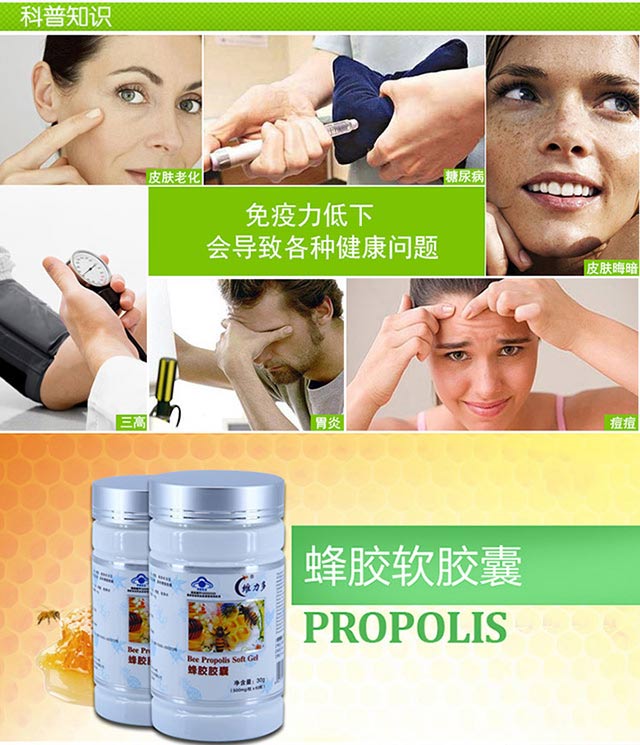 科普知识
皮肤老化
糖尿病
皮肤晦暗
免疫力低下
会导致各种健康问题
三高
胃炎
痘痘
蜂胶软胶囊
PROPOLIS
维力多
Bee Propolis Soft Gel
蜂胶胶囊
净含量：30g